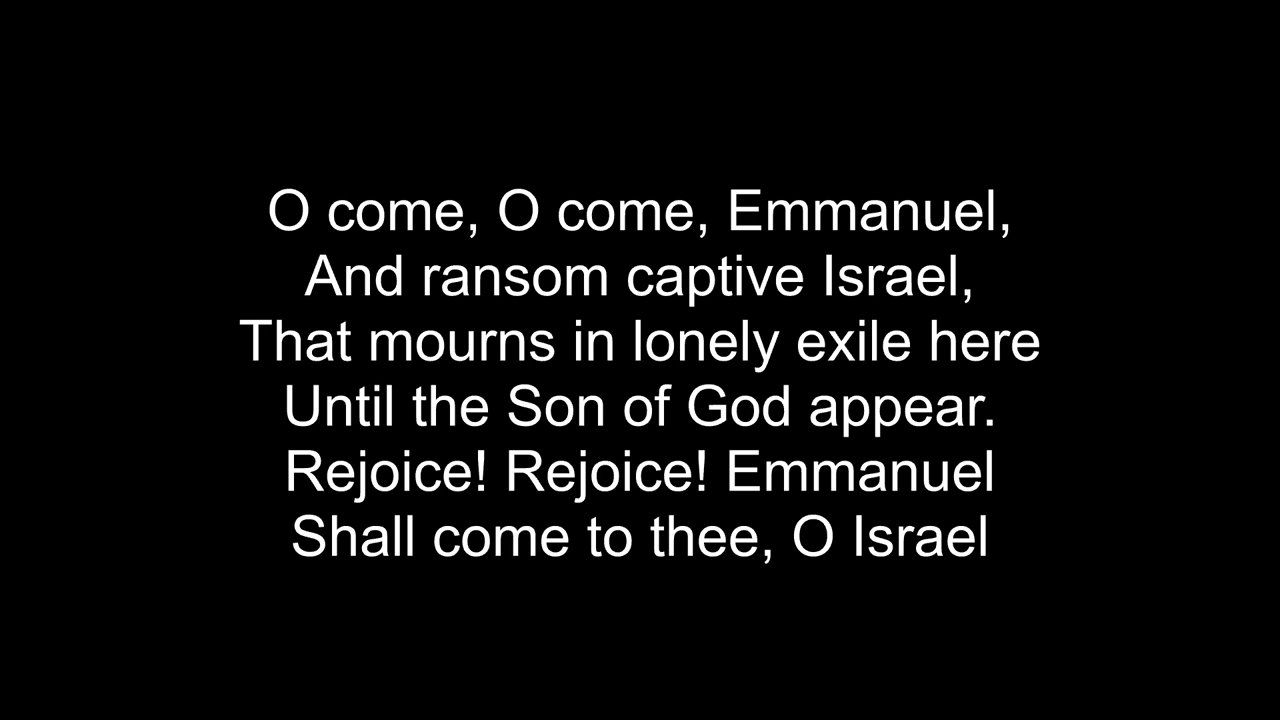 O come, O come, Emmanuel,
And ransom captive Israel,
That mourns in lonely exile here
Until the Son of God appear.
Rejoice! Rejoice! Emmanuel
Shall come to thee, O Israel